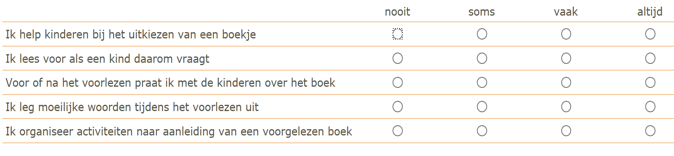 nooit soms vaak altijd
Ik help kinderen bij het uitkiezen van een boekje
Ik lees voor als een kind daarom vraagt
Voor of na het voorlezen praat ik met de kinderen over het boek
Ik leg moeilijke woorden tijdens het voorlezen uit
Ik organiseer activiteiten naar aanleiding van een voorgelezen boek